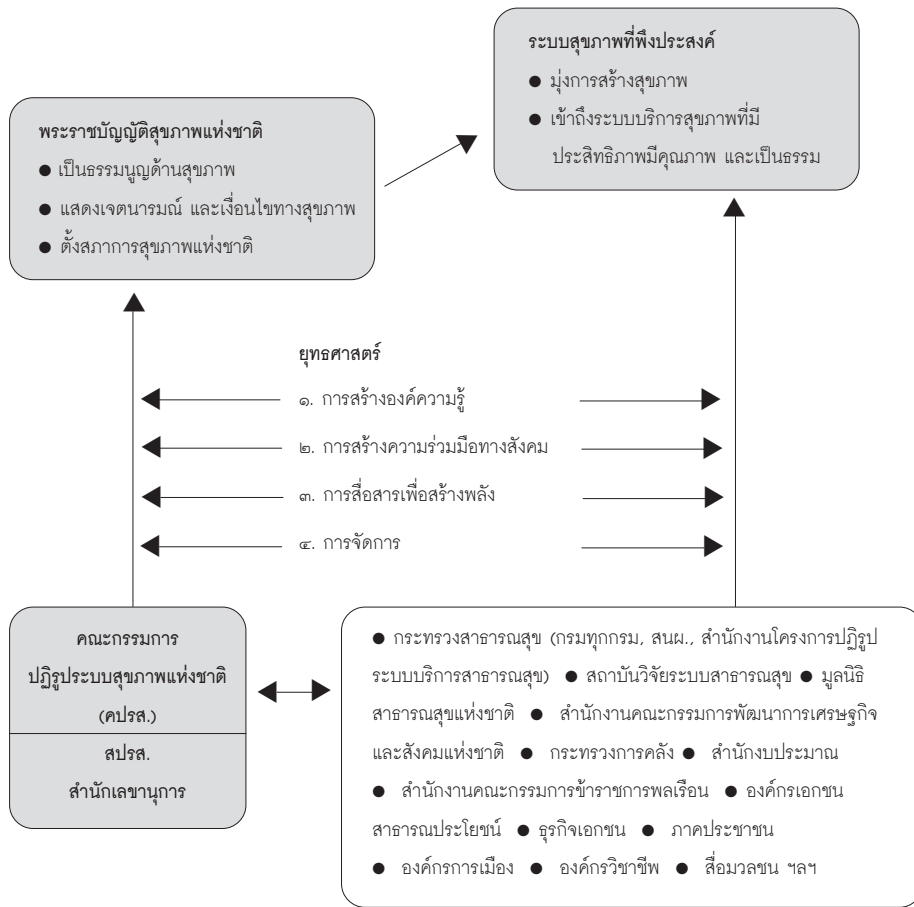 ระบบสุขภาพที่พึงประสงค์
● มุ่งการสร้างสุขภาพ
● เข้าถึงระบบบริการสุขภาพที่มี
ประสิทธิภาพมีคุณภาพ และเป็นธรรม
พระราชบัญญัติสุขภาพแห่งชาติ
● เป็นธรรมนูญด้านสุขภาพ
● แสดงเจตนารมณ์ และเงื่อนไขทางสุขภาพ
● ตั้งสภาการสุขภาพแห่งชาติ
ยุทธศาสตร์
๑. การสร้างองค์ความรู้
๒. การสร้างความร่วมมือทางสังคม
๓. การสื่อสารเพื่อสร้างพลัง
๔. การจัดการ
คณะกรรมการ
ปฏิรูประบบสุขภาพแห่งชาติ
(คปรส.)
สปรส.
สำนักเลขานุการ
● กระทรวงสาธารณสุข (กรมทุกกรม, สนผ., สำนักงานโครงการปฏิรูป
ระบบบริการสาธารณสุข) ● สถาบันวิจัยระบบสาธารณสุข ● มูลนิธิ
สาธารณสุขแห่งชาติ ● สำนักงานคณะกรรมการพัฒนาการเศรษฐกิจ
และสังคมแห่งชาติ ● กระทรวงการคลัง ● สำนักงบประมาณ
● สำนักงานคณะกรรมการข้าราชการพลเรือน ● องค์กรเอกชน
สาธารณประโยชน์ ● ธุรกิจเอกชน ● ภาคประชาชน
● องค์กรการเมือง ● องค์กรวิชาชีพ ● สื่อมวลชน ฯลฯ